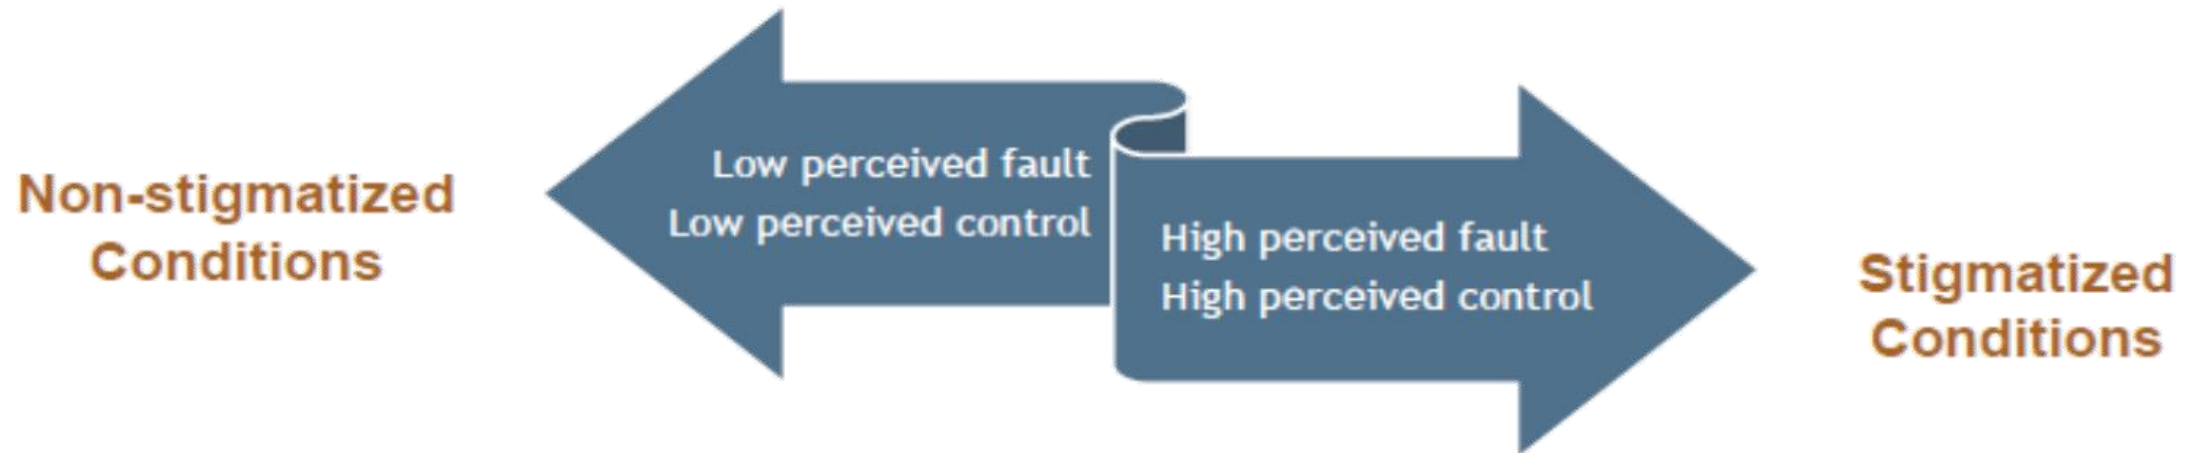 Non-stigmatized
Conditions
Low perceived fault
Low perceived control
High perceived fault
High perceived control
Stigmatized
Conditions